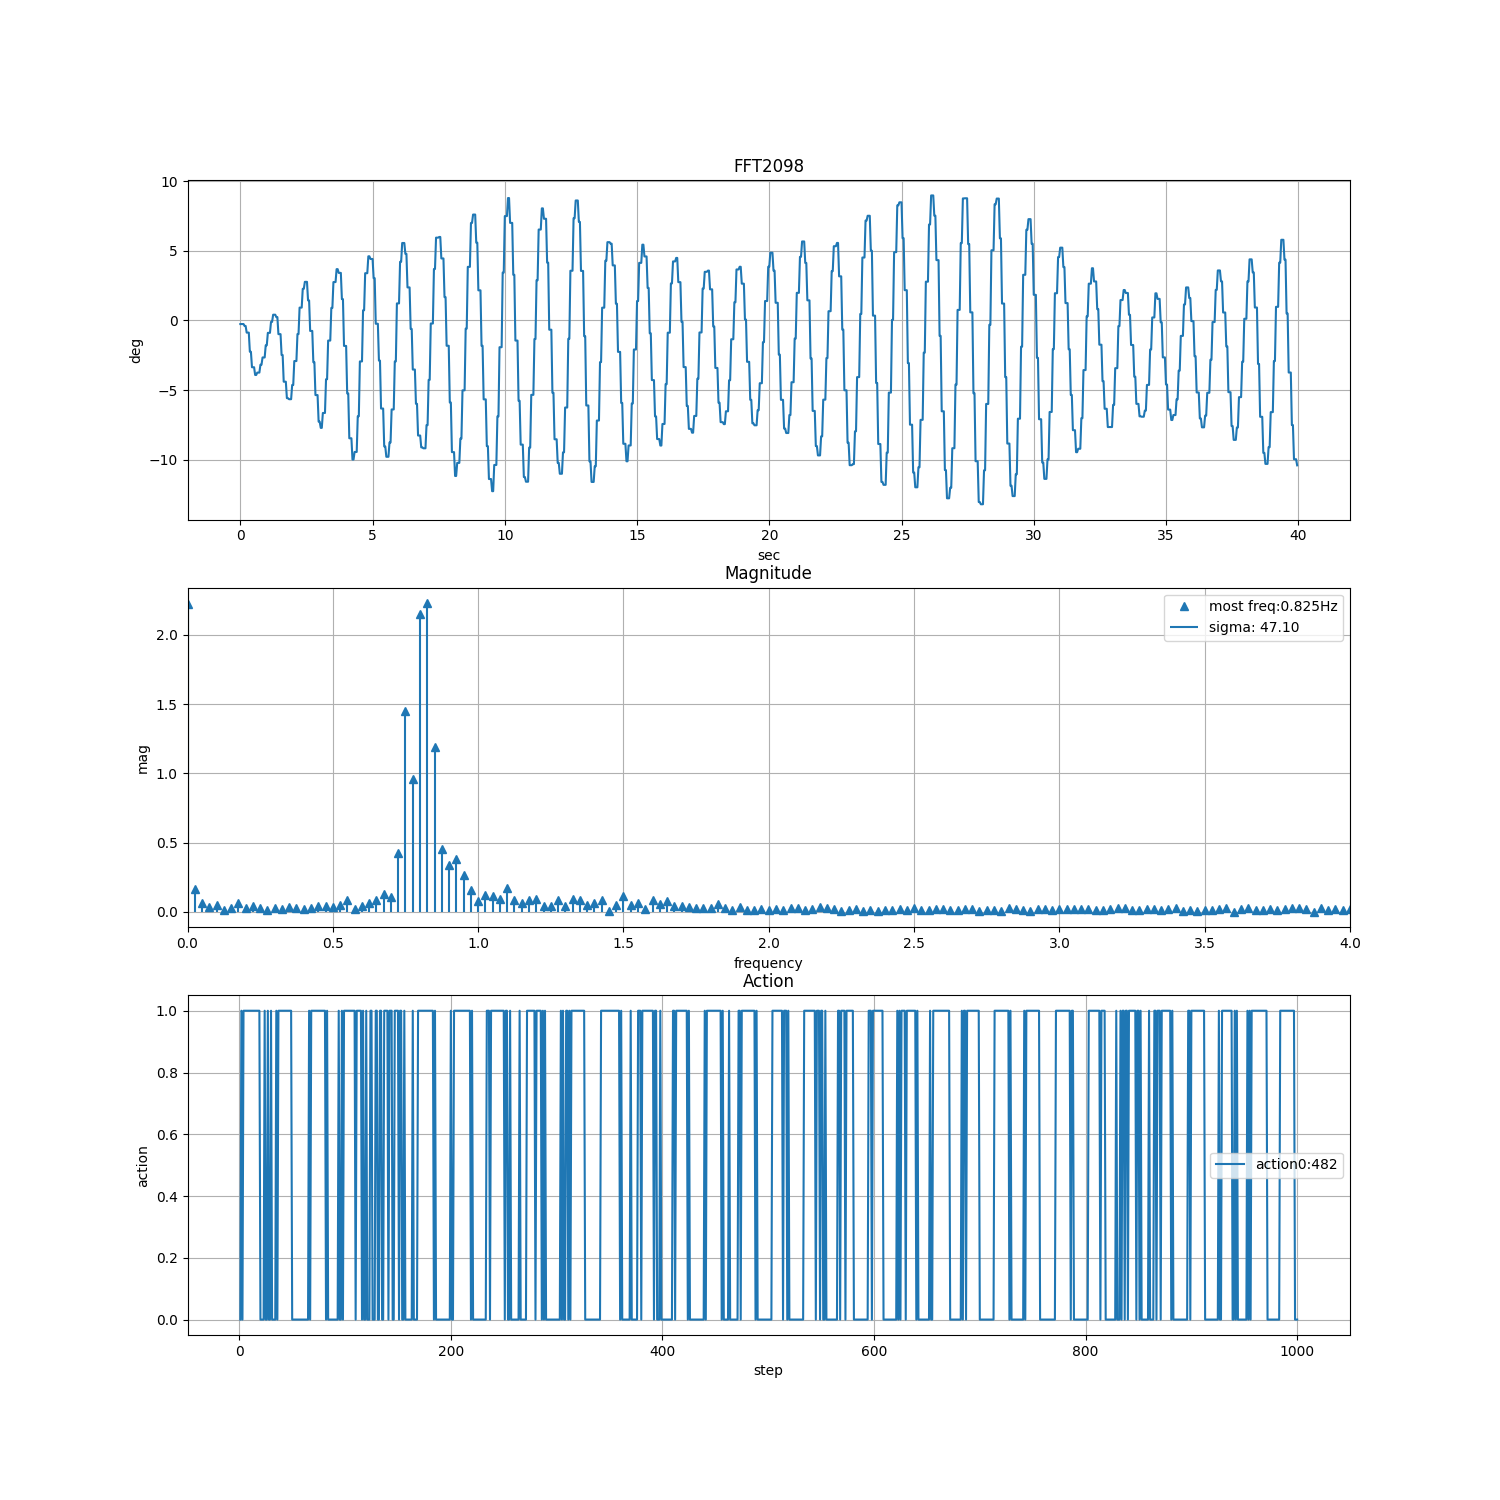 FFT2098
10
5
0
−5
−10
deg
0 5 10 15 20 25 30 35 40
sec
Magnitude
2.0
1.5
1.0
0.5
0.0
mag
most freq:0.825Hz
sigma: 47.10
0.0 0.5 1.0 1.5 2.0 2.5 3.0 3.5 4.0
frequency
Action
1.0
0.8
0.6
0.4
0.2
0.0
action
action0:482
0 200 400 600 800 1000
step